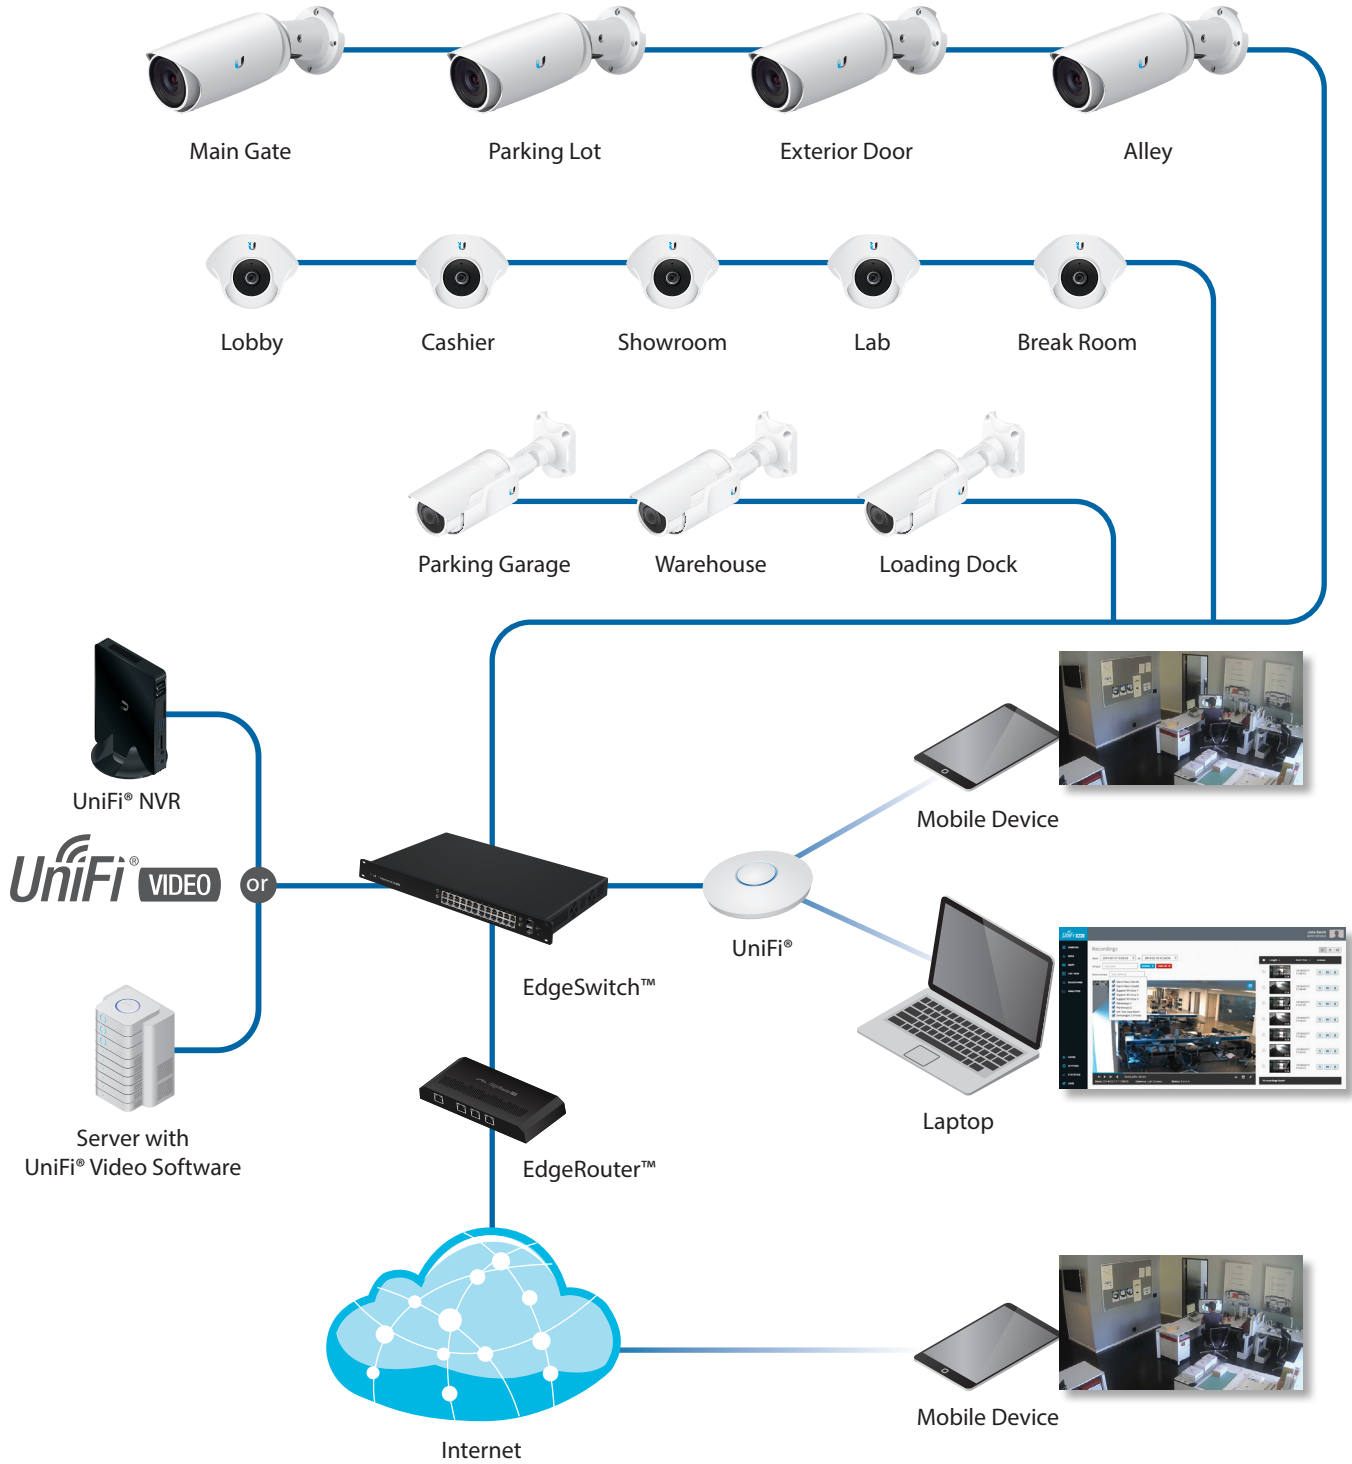 Main Gate
Parking Lot
Exterior Door
Alley
Lobby
Cashier
Showroom
Lab
Break Room
Parking Garage
Warehouse
Loading Dock
UniFi® NVR
Mobile Device
UniFi® VIDEO
or
UniFi®
EdgeSwitch™
Recordings
Laptop
Server with
UniFi® Video Software
EdgeRouter™
Mobile Device
Internet